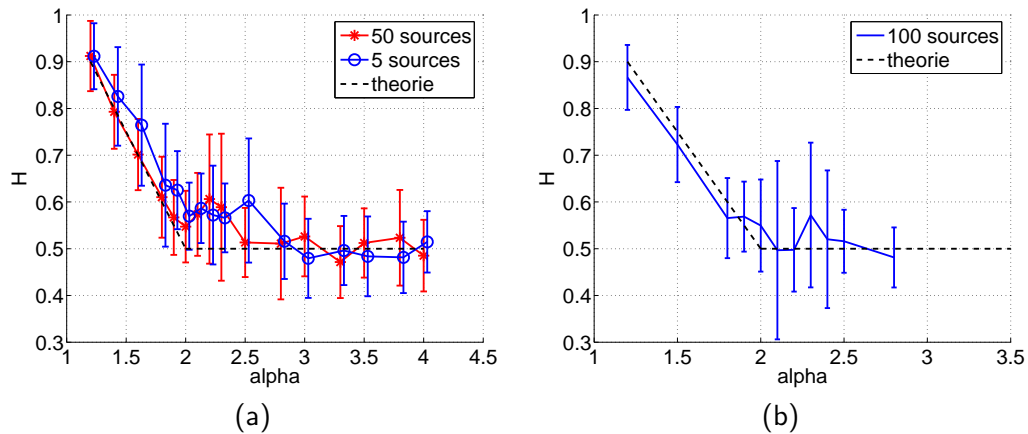 50 sources
5 sources
theorie
1
0.9
0.8
0.7
0.6
0.5
0.4
0.3
H
1 1.5 2 2.5 3 3.5 4 4.5
alpha
(a)
100 sources
theorie
1
0.9
0.8
0.7
0.6
0.5
0.4
0.3
H
1 1.5 2 2.5 3 3.5
alpha
(b)